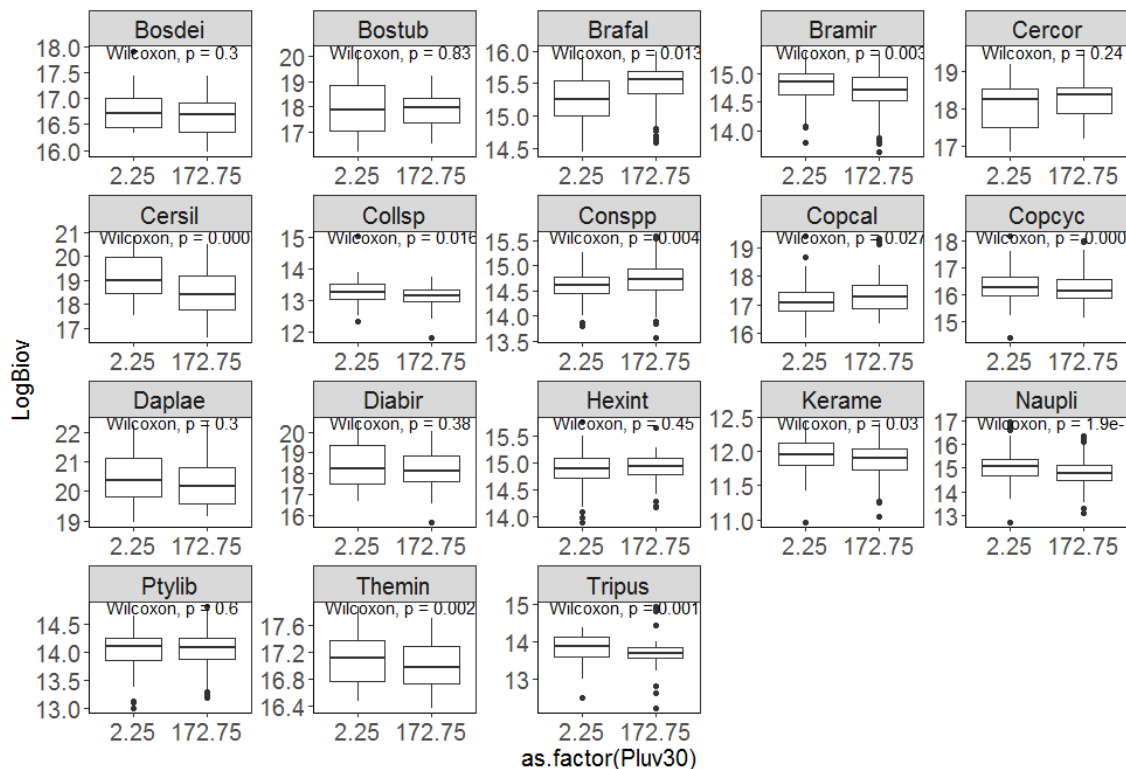 Bosdei Bostub Brafal Bramir Cercor
Wilcoxon, p = 0.3 Wilcoxon, p = 0.83 Wilcoxon, p = 0.013 Wilcoxon, p = 0.003 Wilcoxon, p = 0.24
18.0 20 16.0 15.0 19
17.5 19 15.5 14.5 18
17.0 18 15.0 14.0 17
16.5 17 14.5
16.0
2.25 172.75 2.25 172.75 2.25 172.75 2.25 172.75 2.25 172.75
Cersil Collsp Conspp Copcal Copcyc
Wilcoxon, p = 0.000 Wilcoxon, p = 0.016 Wilcoxon, p = 0.004 Wilcoxon, p = 0.027 Wilcoxon, p = 0.000
21 15 15.5 19 18
20 14 15.0 18 17
19 13 14.5 17 16
18 12 14.0 16 15
17 13.5
2.25 172.75 2.25 172.75 2.25 172.75 2.25 172.75 2.25 172.75
LogBiov
Daplae Diabir Hexint Kerame Naupli
Wilcoxon, p = 0.3 Wilcoxon, p = 0.38 Wilcoxon, p = 0.45 Wilcoxon, p = 0.03 Wilcoxon, p = 1.9e-
22 20 15.5 12.5 17
21 19 15.0 12.0 16
20 18 14.5 11.5 15
19 17 14.0 11.0 14
16 13
2.25 172.75 2.25 172.75 2.25 172.75 2.25 172.75 2.25 172.75
Ptylib Themin Tripus
Wilcoxon, p = 0.6 Wilcoxon, p = 0.002 Wilcoxon, p = 0.001
14.5 17.6 15
14.0 17.2 14
13.5 16.8 13
13.0 16.4
2.25 172.75 2.25 172.75 2.25 172.75
as.factor(Pluv30)